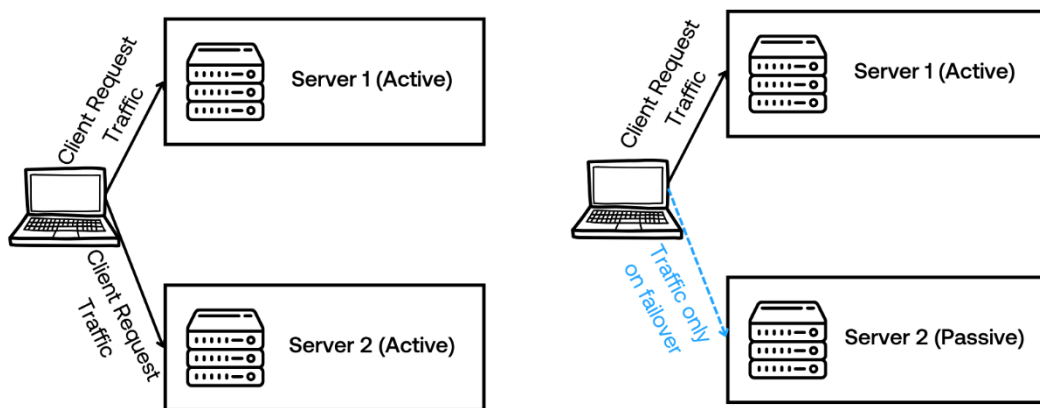 Client Request
Traffic
Server 1 (Active)
Client Request
Traffic
Server 2 (Active)
Client Request
Traffic
Server 1 (Active)
Traffic only
on failover
Server 2 (Passive)